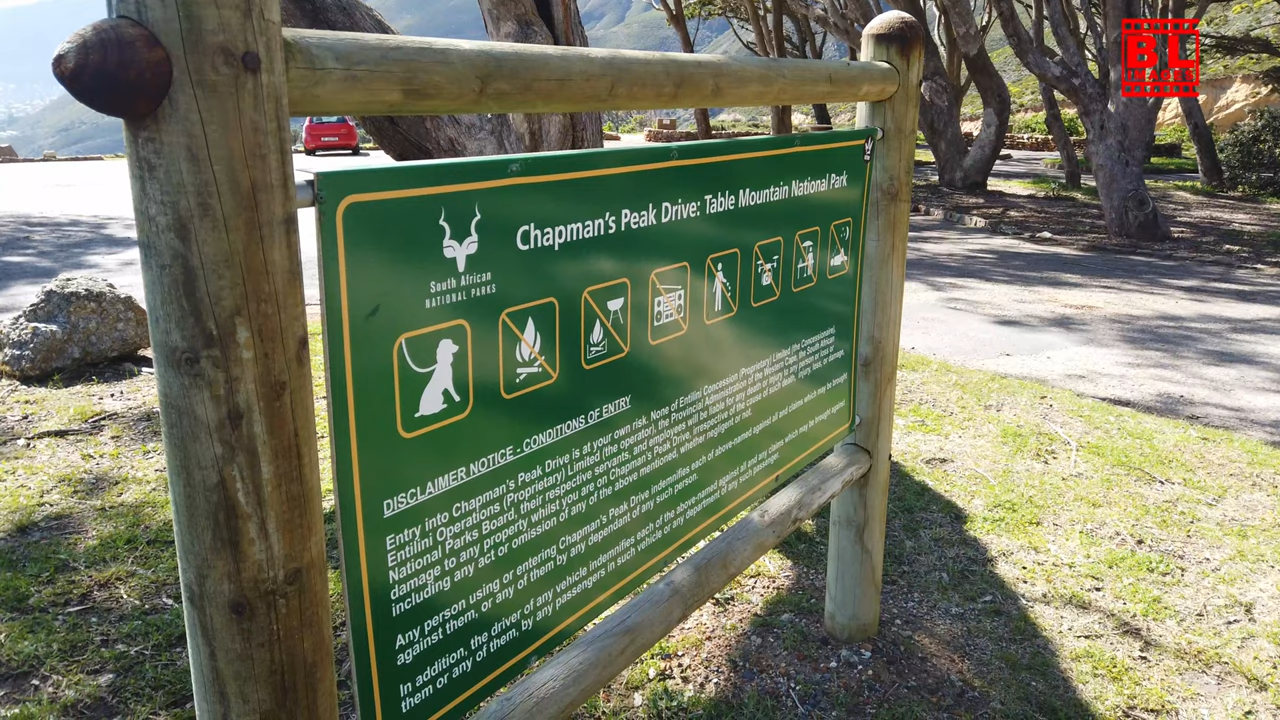 BL
IMAGES
Chapman's Peak Drive: Table Mountain National Park
South African
NATIONAL PARKS
DISCLAIMER NOTICE - CONDITIONS OF ENTRY
Entry into Chapman's Peak Drive is at your own risk. None of Entilini Concession (Proprietary) Limited (the Concessionaire),
Entilini Operations (Proprietary) Limited (the operator), the Provincial Administration of the Western Cape, the South African
National Parks Board, their respective servants, and employees will be liable for any death or injury to any person or loss or
damage to any property whilst you are on Chapman's Peak Drive, irrespective of the cause of such death, injury, loss, or damage,
including any act or omission of any of the above mentioned, whether negligent or not.
Any person using or entering Chapman's Peak Drive indemnifies each of above-named against all and claims which may be brought
against them, or any of them by any dependant of any such person.
In addition, the driver of any vehicle indemnifies each of the above-named against all and any claims which may be brought against
them or any of them, by any passengers in such vehicle or any department of any such passenger.